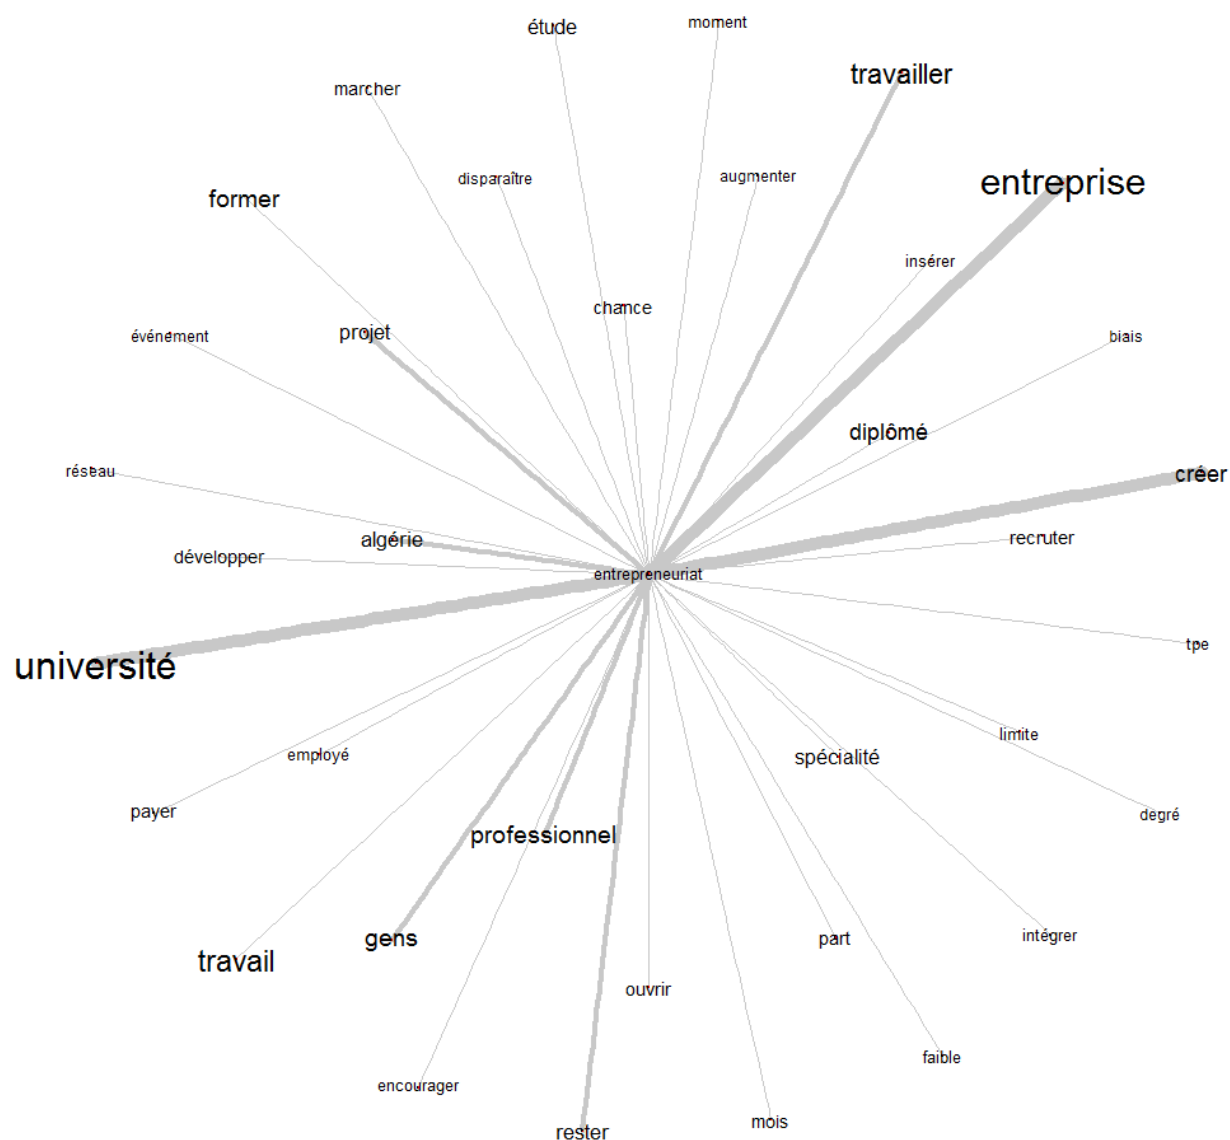 étude
moment
travailler
marcher
entreprise
disparaître
augmenter
former
insérer
chance
projet
événement
biais
diplômé
réseau
créer
algérie
recruter
développer
entrepreneuriat
tpe
université
limite
employé
spécialité
payer
degré
professionnel
gens
part
intégrer
travail
ouvrir
faible
encourager
mois
rester